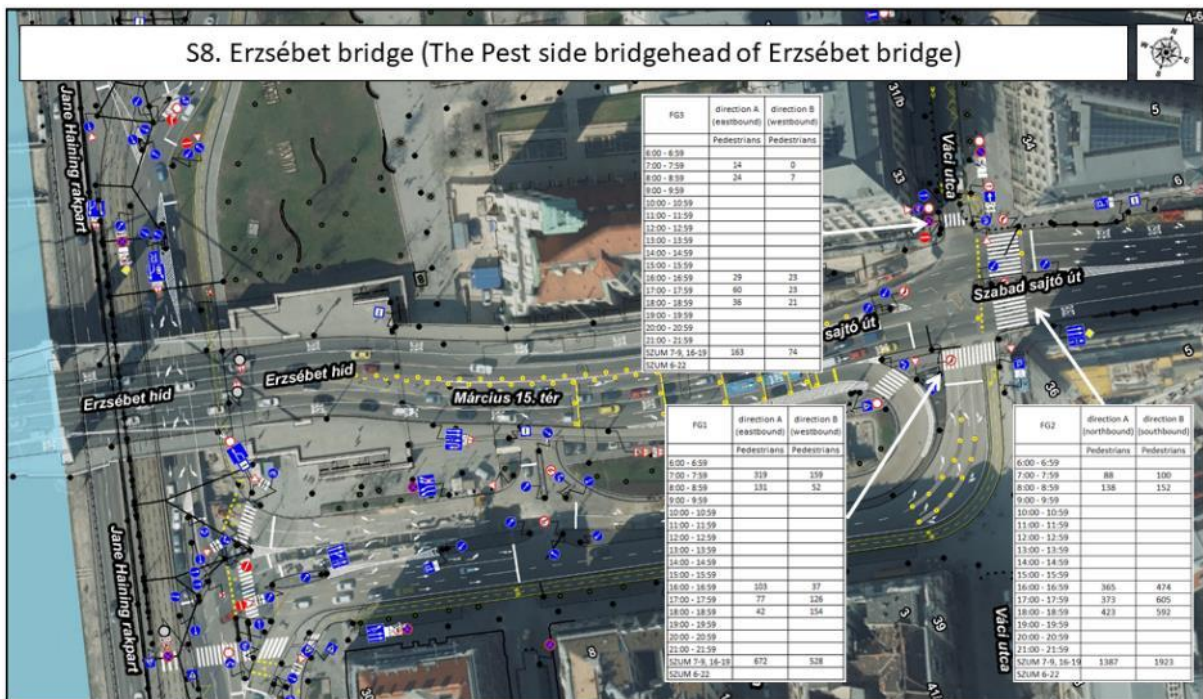 S8. Erzsébet bridge (The Pest side bridgehead of Erzsébet bridge)
Jane Haining rakpart
31/b
5
34
33
Váci utca
6
FG3 direction A (eastbound) direction B (westbound)
Pedestrians Pedestrians
6:00 - 6:59
7:00 - 7:59 14 0
8:00 - 8:59 24 7
9:00 - 9:59
10:00 - 10:59
11:00 - 11:59
12:00 - 12:59
13:00 - 13:59
14:00 - 14:59
15:00 - 15:59
16:00 - 16:59 29 23
17:00 - 17:59 60 23
18:00 - 18:59 36 21
19:00 - 19:59
20:00 - 20:59
21:00 - 21:59
SZUM 7-9, 16-19 163 74
SZUM 6-22
Szabad sajtó út
sajtó út
Erzsébet híd
Erzsébet híd
Március 15. tér
5
36
FG1 direction A (eastbound) direction B (westbound)
Pedestrians Pedestrians
6:00 - 6:59
7:00 - 7:59 319 159
8:00 - 8:59 131 52
9:00 - 9:59
10:00 - 10:59
11:00 - 11:59
12:00 - 12:59
13:00 - 13:59
14:00 - 14:59
15:00 - 15:59
16:00 - 16:59 103 37
17:00 - 17:59 77 126
18:00 - 18:59 42 154
19:00 - 19:59
20:00 - 20:59
21:00 - 21:59
SZUM 7-9, 16-19 672 528
SZUM 6-22
FG2 direction A (northbound) direction B (southbound)
Pedestrians Pedestrians
6:00 - 6:59
7:00 - 7:59 88 100
8:00 - 8:59 138 152
9:00 - 9:59
10:00 - 10:59
11:00 - 11:59
12:00 - 12:59
13:00 - 13:59
14:00 - 14:59
15:00 - 15:59
16:00 - 16:59 365 474
17:00 - 17:59 373 605
18:00 - 18:59 423 592
19:00 - 19:59
20:00 - 20:59
21:00 - 21:59
SZUM 7-9, 16-19 1387 1923
SZUM 6-22
Jane Haining rakpart
Váci utca
3
39
8